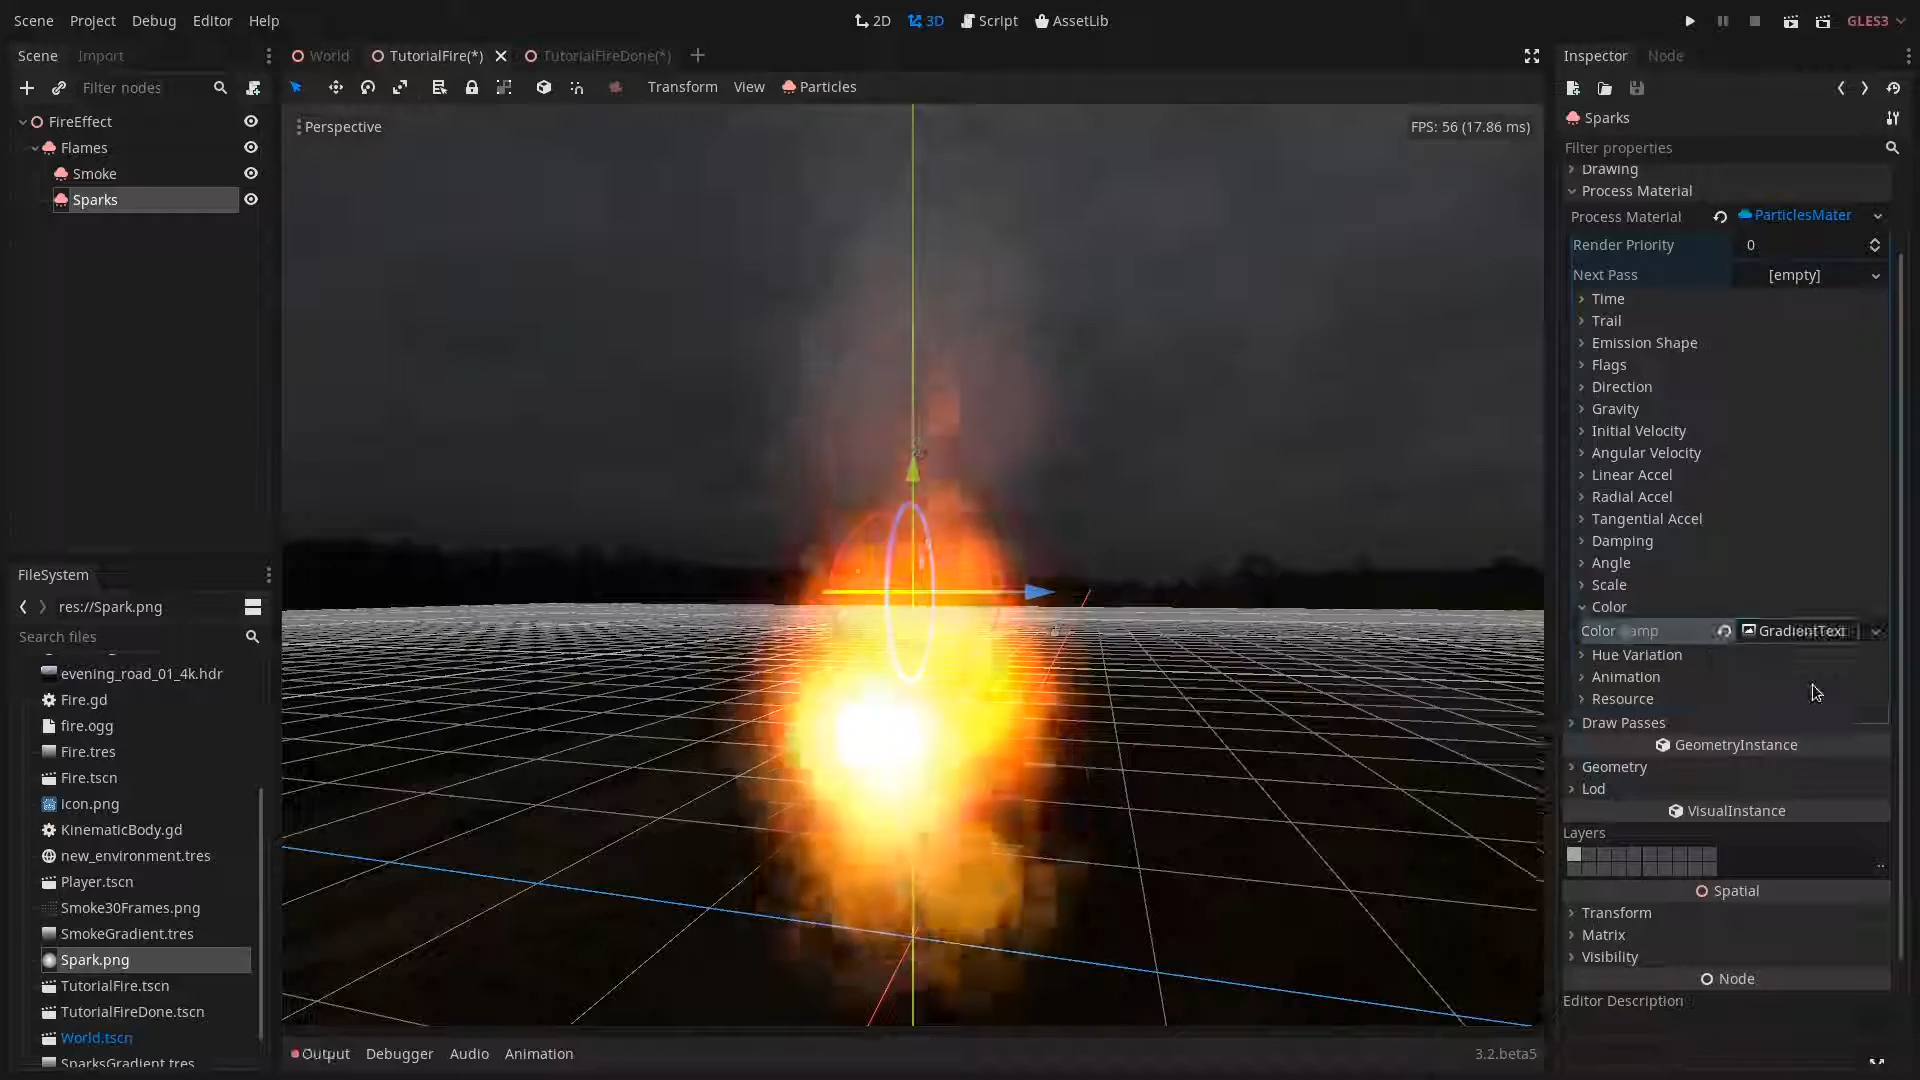 Scene Project Debug Editor Help
2D 3D Script AssetLib
GLES3
Scene Import
World TutorialFire(*) TutorialFireDone(*)
Inspector Node
Filter nodes
Transform View Particles
FireEffect
Flames
Smoke
Sparks
Perspective
FPS: 56 (17.86 ms)
Sparks
Filter properties
Drawing
Process Material
Process Material ParticlesMater
Render Priority 0
Next Pass [empty]
Time
Trail
Emission Shape
Flags
Direction
Gravity
Initial Velocity
Angular Velocity
Linear Accel
Radial Accel
Tangential Accel
Damping
Angle
Scale
Color
Color Ramp GradientText
Hue Variation
Animation
Resource
Draw Passes
GeometryInstance
Geometry
Lod
VisualInstance
Layers
..
Spatial
Transform
Matrix
Visibility
Node
Editor Description
FileSystem
res://Spark.png
Search files
evening_road_01_4k.hdr
Fire.gd
fire.ogg
Fire.tres
Fire.tscn
icon.png
KinematicBody.gd
new_environment.tres
Player.tscn
Smoke30Frames.png
SmokeGradient.tres
Spark.png
TutorialFire.tscn
TutorialFireDone.tscn
World.tscn
SparksGradient.tres
Output Debugger Audio Animation
3.2.beta5